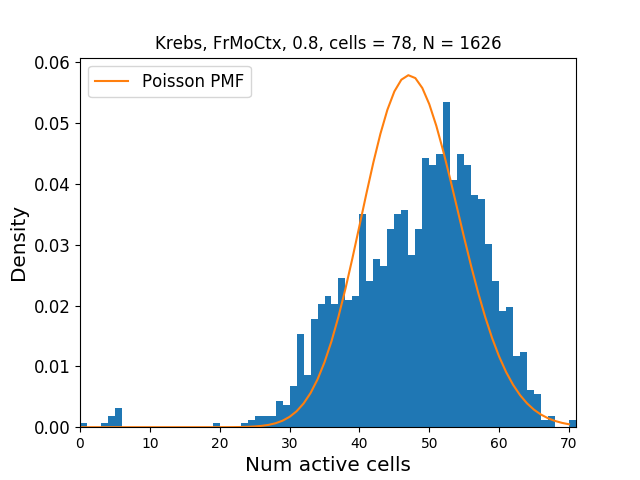 Krebs, FrMoCtx, 0.8, cells = 78, N = 1626
Poisson PMF
0.06
0.05
0.04
0.03
0.02
0.01
0.00
Density
0 10 20 30 40 50 60 70
Num active cells